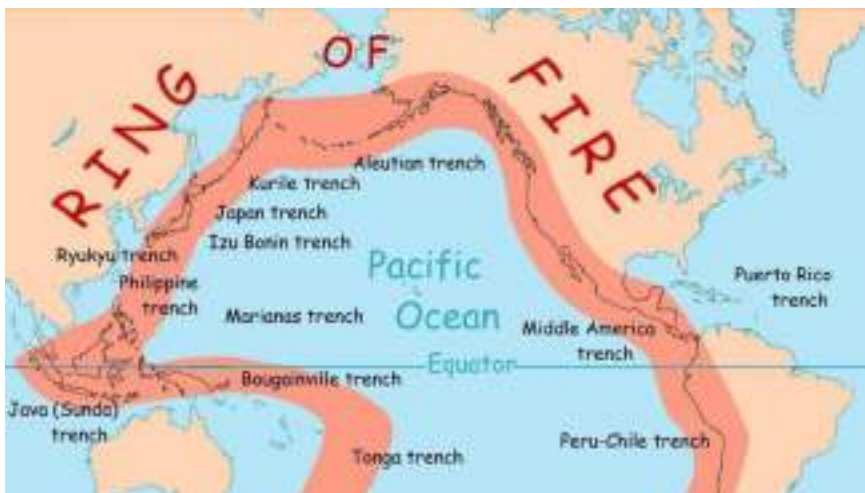 RING OF FIRE
Aleutian trench
Kurile trench
Japan trench
Izu Bonin trench
Ryukyu trench
Philippine
trench
Marianas trench
Pacific
Ocean
Equator
Puerto Rico
trench
Middle America
trench
Bougainville trench
Java (Sunda)
trench
Tonga trench
Peru-Chile trench